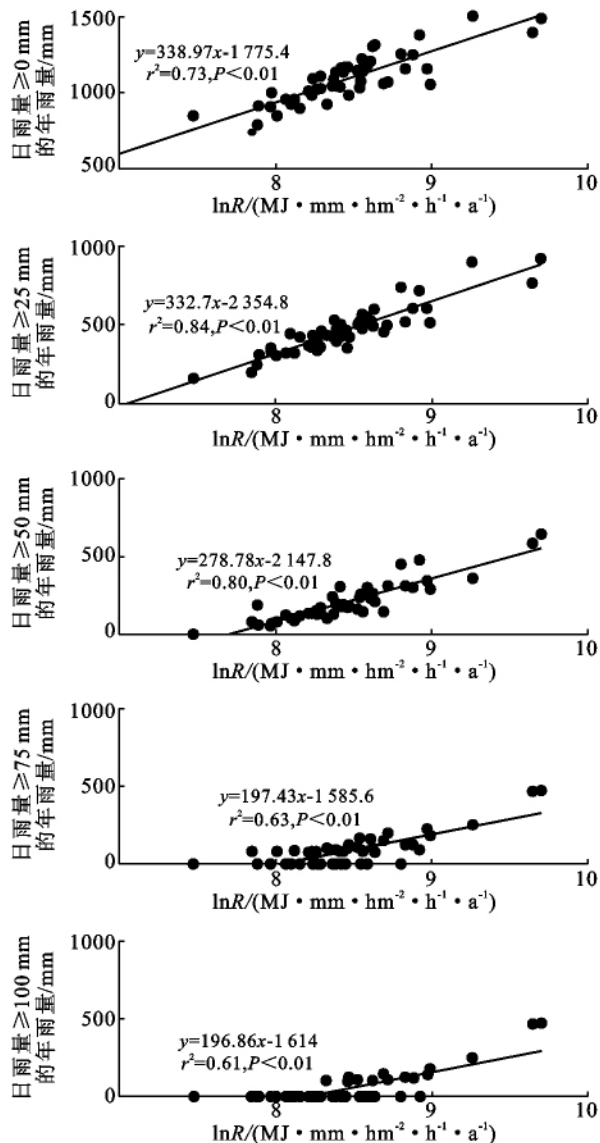 日雨量≥0 mm
的年雨量/mm
1500
1000
500
y=338.97x-1 775.4
r²=0.73,P<0.01
8 9 10
lnR/(MJ·mm·hm⁻²·h⁻¹·a⁻¹)
日雨量≥25 mm
的年雨量/mm
1000
500
0
y=332.7x-2 354.8
r²=0.84,P<0.01
8 9 10
lnR/(MJ·mm·hm⁻²·h⁻¹·a⁻¹)
日雨量≥50 mm
的年雨量/mm
1000
500
0
y=278.78x-2 147.8
r²=0.80,P<0.01
8 9 10
lnR/(MJ·mm·hm⁻²·h⁻¹·a⁻¹)
日雨量≥75 mm
的年雨量/mm
1000
500
0
y=197.43x-1 585.6
r²=0.63,P<0.01
8 9 10
lnR/(MJ·mm·hm⁻²·h⁻¹·a⁻¹)
日雨量≥100 mm
的年雨量/mm
1000
500
0
y=196.86x-1 614
r²=0.61,P<0.01
8 9 10
lnR/(MJ·mm·hm⁻²·h⁻¹·a⁻¹)